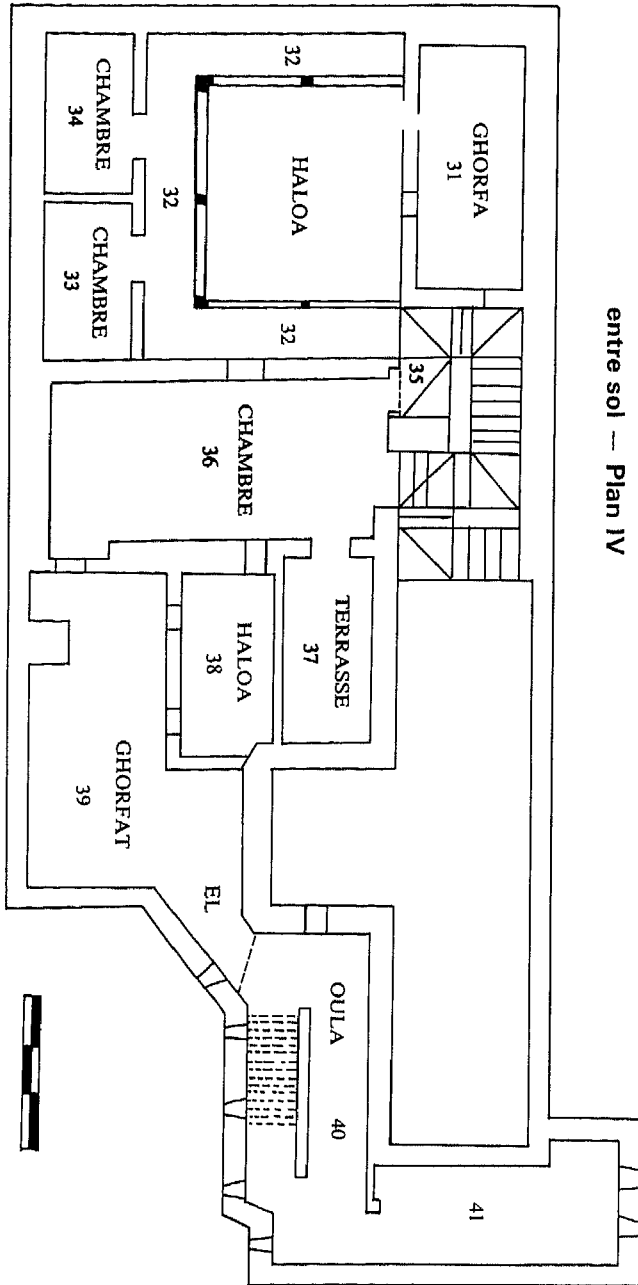 entre sol — Plan IV
GHORFA
31
32
HALOA
32
32
CHAMBRE
34
CHAMBRE
33
35
CHAMBRE
36
TERRASSE
37
HALOA
38
GHORFAT
39
EL
OULA
40
41